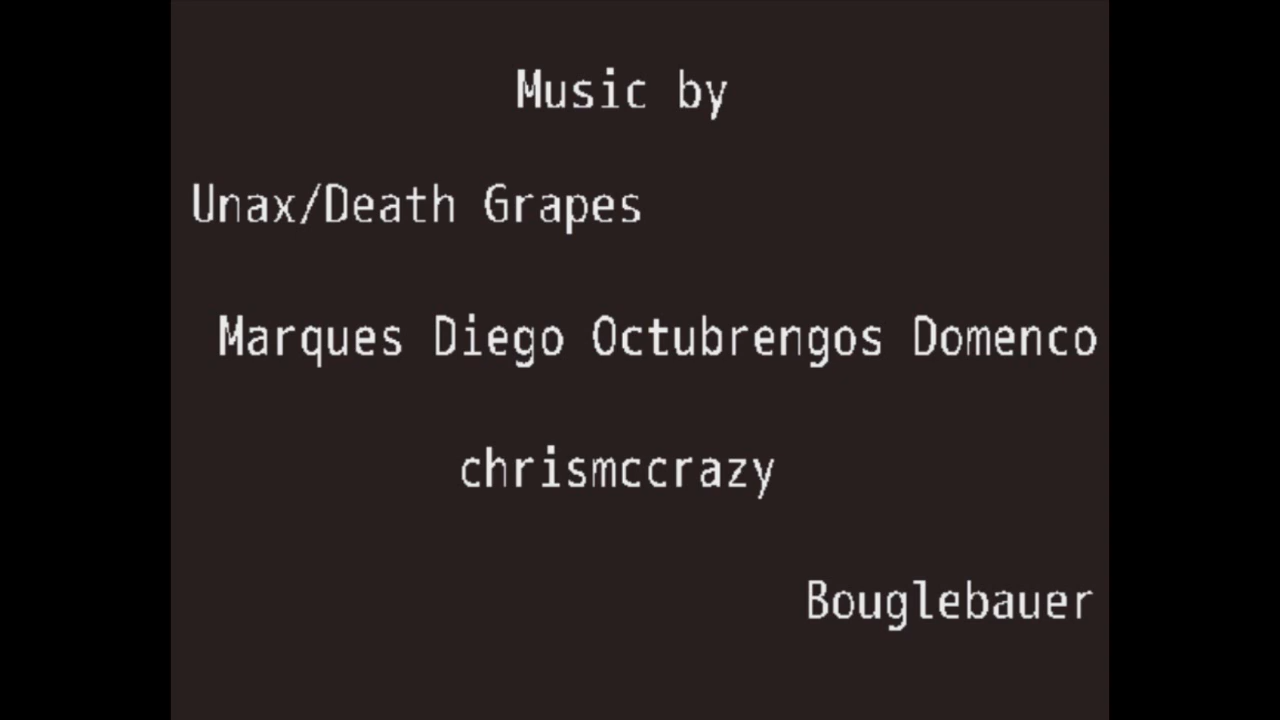 Music by
Unax/Death Grapes
Marques Diego Octubrengos Domenco
chrismccrazy
Bouglebauer